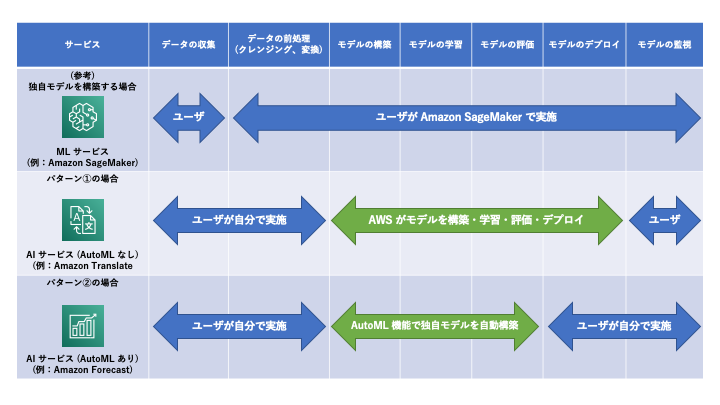 サービス
データの収集
データの前処理
(クレンジング、変換)
モデルの構築
モデルの学習
モデルの評価
モデルのデプロイ
モデルの監視
(参考)
独自モデルを構築する場合
ML サービス
(例：Amazon SageMaker)
ユーザ
ユーザが Amazon SageMaker で実施
パターン①の場合
AI サービス (AutoML なし)
(例：Amazon Translate
ユーザが自分で実施
AWS がモデルを構築・学習・評価・デプロイ
ユーザ
パターン②の場合
AI サービス (AutoML あり)
(例：Amazon Forecast)
ユーザが自分で実施
AutoML 機能で独自モデルを自動構築
ユーザが自分で実施